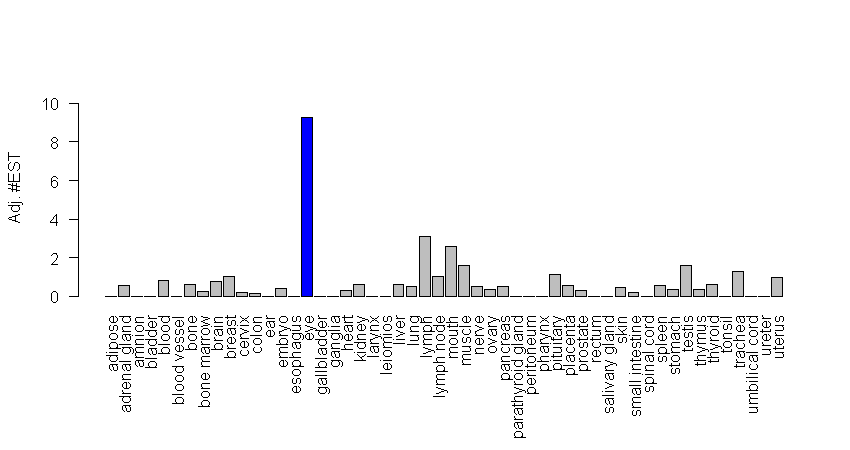 Adj. #EST
10
8
6
4
2
0
adipose
adrenal gland
amnion
bladder
blood
blood vessel
bone
bone marrow
brain
breast
cervix
colon
ear
embryo
esophagus
eye
gallbladder
ganglia
heart
kidney
larynx
leiomios
liver
lung
lymph
lymph node
mouth
muscle
nerve
ovary
pancreas
parathyroid gland
peritoneum
pharynx
pituitary
placenta
prostate
rectum
salivary gland
skin
small intestine
spinal cord
spleen
stomach
testis
thymus
thyroid
tonsil
trachea
umbilical cord
ureter
uterus